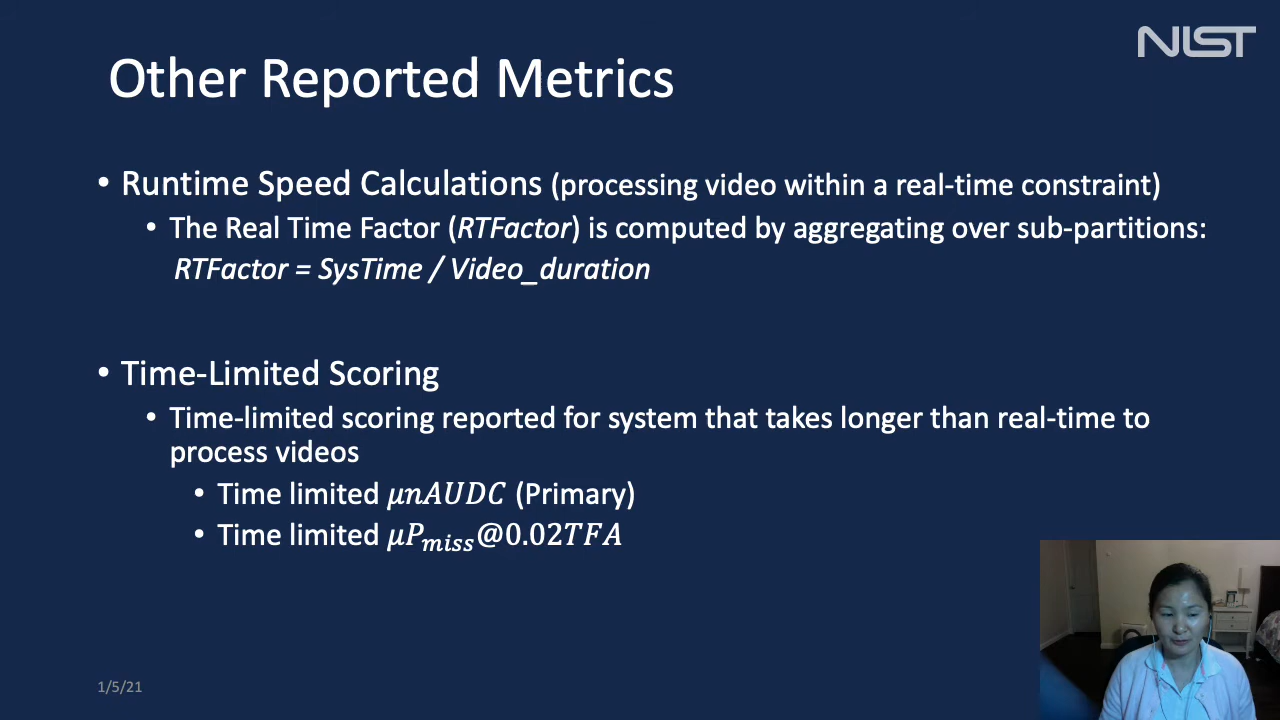 NIST
Other Reported Metrics
• Runtime Speed Calculations (processing video within a real-time constraint)
• The Real Time Factor (RTFactor) is computed by aggregating over sub-partitions:
RTFactor = SysTime / Video_duration
• Time-Limited Scoring
• Time-limited scoring reported for system that takes longer than real-time to
process videos
• Time limited μnAUDC (Primary)
• Time limited μPmiss@0.02TFA
1/5/21